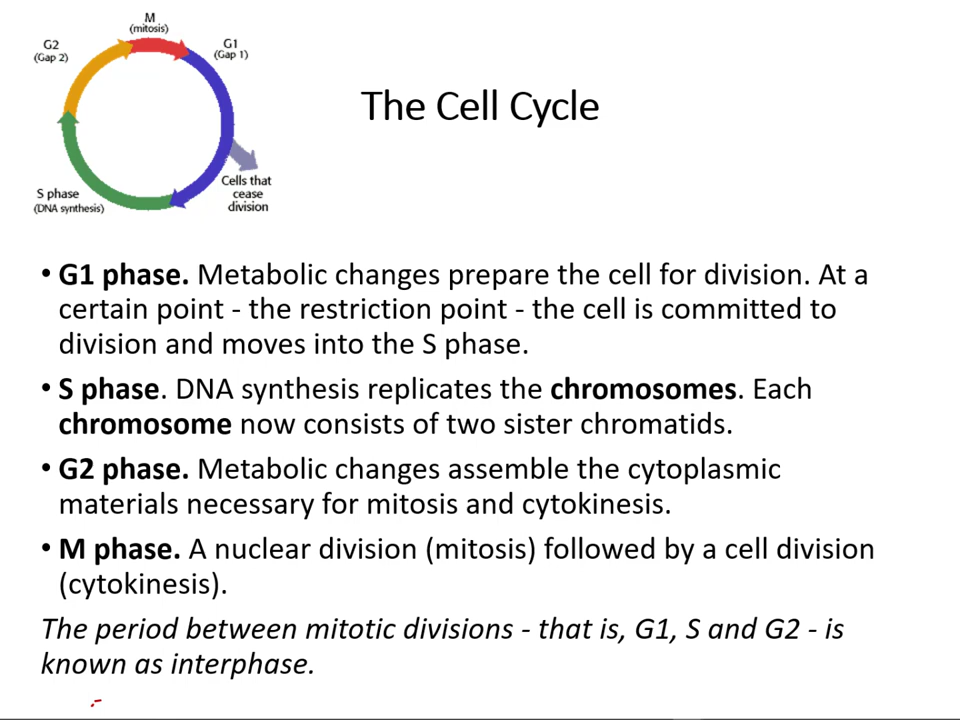 M
(mitosis)
G2
(Gap 2)
G1
(Gap 1)
The Cell Cycle
Cells that
cease
division
S phase
(DNA synthesis)
• G1 phase. Metabolic changes prepare the cell for division. At a
certain point - the restriction point - the cell is committed to
division and moves into the S phase.
• S phase. DNA synthesis replicates the chromosomes. Each
chromosome now consists of two sister chromatids.
• G2 phase. Metabolic changes assemble the cytoplasmic
materials necessary for mitosis and cytokinesis.
• M phase. A nuclear division (mitosis) followed by a cell division
(cytokinesis).
The period between mitotic divisions - that is, G1, S and G2 - is
known as interphase.